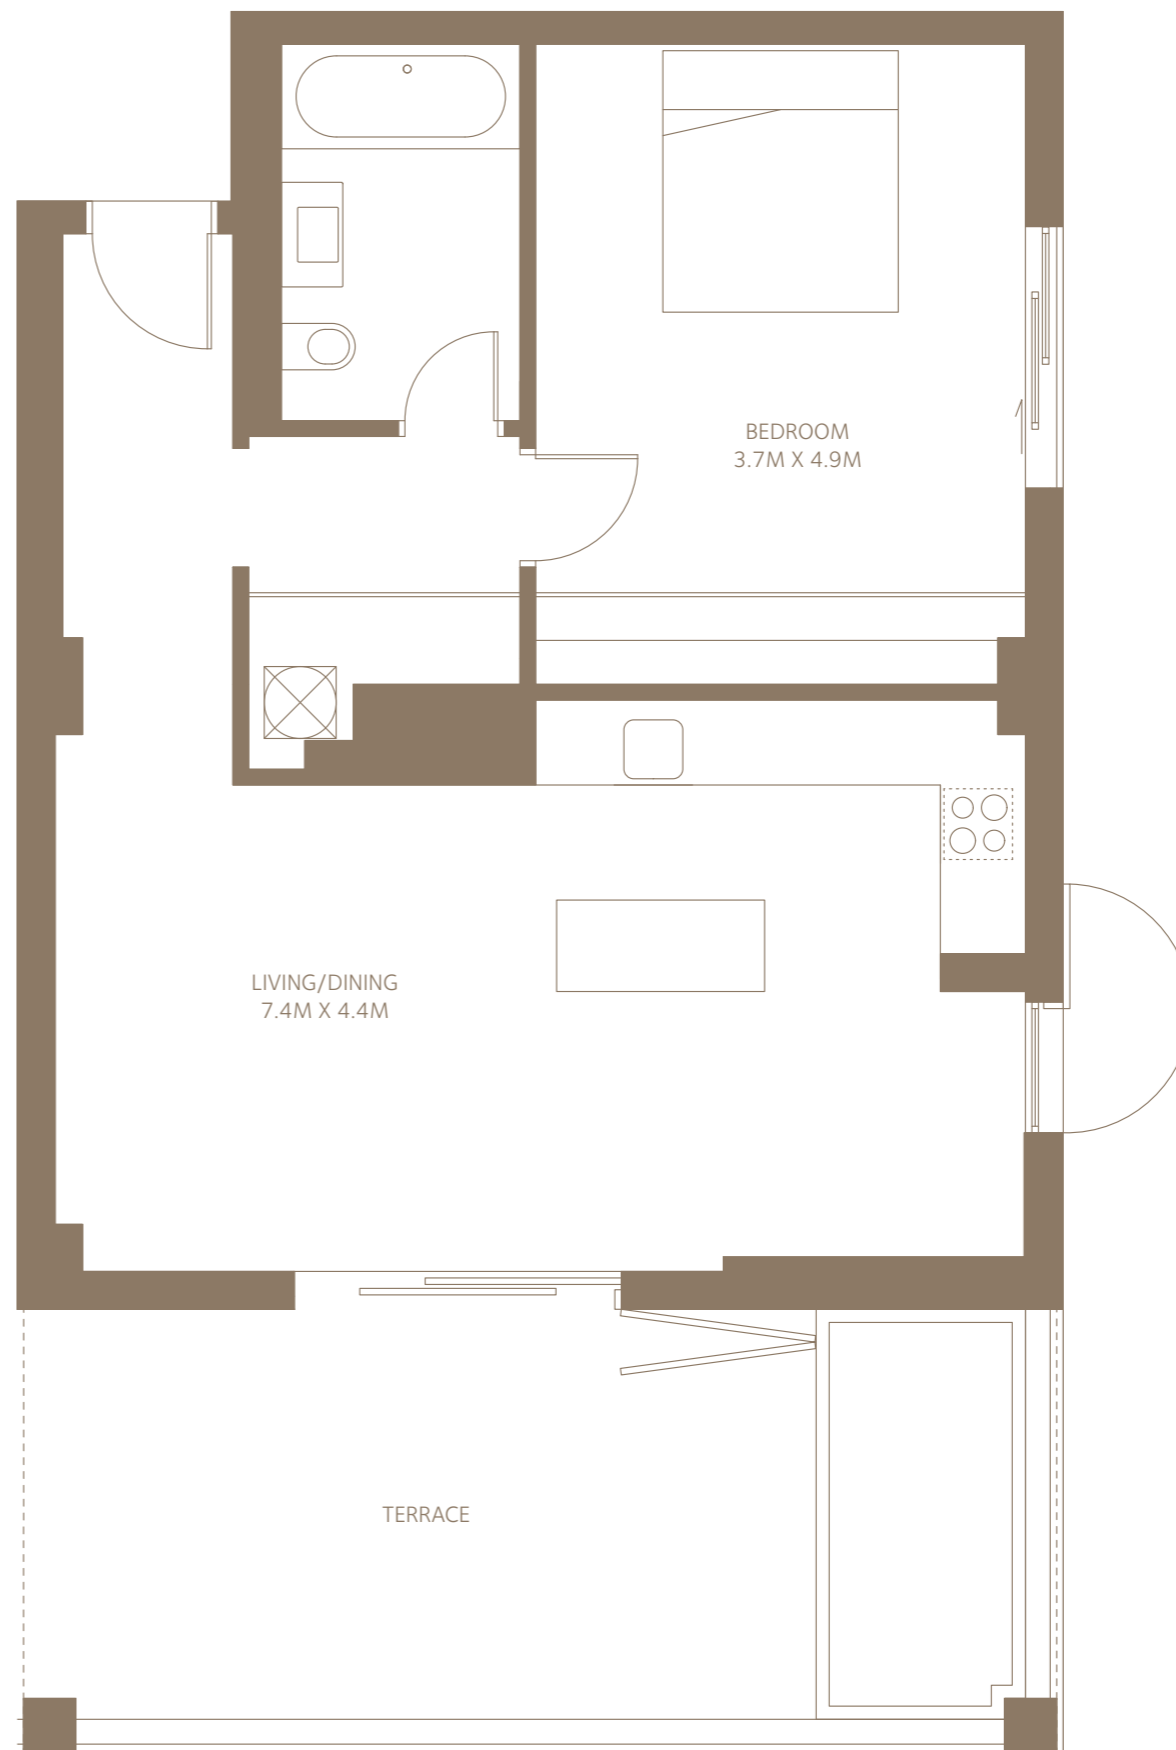 BEDROOM
3.7M X 4.9M
LIVING/DINING
7.4M X 4.4M
TERRACE